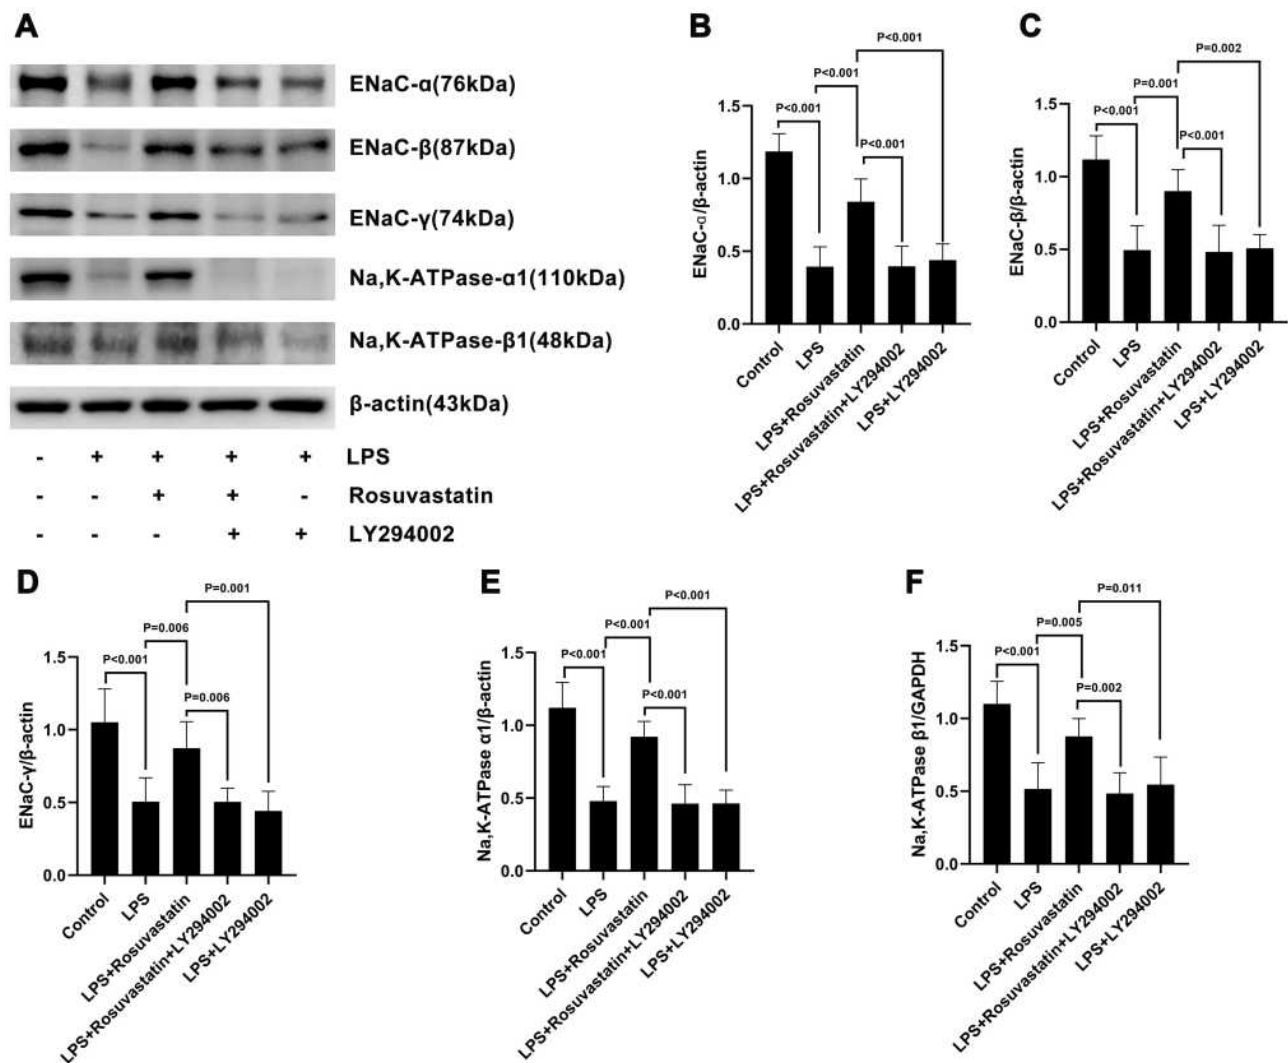 A
ENaC-α(76kDa)
ENaC-β(87kDa)
ENaC-γ(74kDa)
Na,K-ATPase-α1(110kDa)
Na,K-ATPase-β1(48kDa)
β-actin(43kDa)
- + + + + LPS
- - + + - Rosuvastatin
- - - + + LY294002
B
P<0.001
P<0.001
P<0.001
P<0.001
ENaC-α/β-actin
1.5
1.0
0.5
0.0
Control
LPS
LPS+Rosuvastatin
LPS+Rosuvastatin+LY294002
LPS+LY294002
C
P=0.002
P=0.001
P<0.001
P<0.001
ENaC-β/β-actin
1.5
1.0
0.5
0.0
Control
LPS
LPS+Rosuvastatin
LPS+Rosuvastatin+LY294002
LPS+LY294002
D
P=0.001
P=0.006
P<0.001
P=0.006
ENaC-γ/β-actin
1.5
1.0
0.5
0.0
Control
LPS
LPS+Rosuvastatin
LPS+Rosuvastatin+LY294002
LPS+LY294002
E
P<0.001
P<0.001
P<0.001
P<0.001
Na,K-ATPase α1/β-actin
1.5
1.0
0.5
0.0
Control
LPS
LPS+Rosuvastatin
LPS+Rosuvastatin+LY294002
LPS+LY294002
F
P=0.011
P=0.005
P<0.001
P=0.002
Na,K-ATPase β1/GAPDH
1.5
1.0
0.5
0.0
Control
LPS
LPS+Rosuvastatin
LPS+Rosuvastatin+LY294002
LPS+LY294002